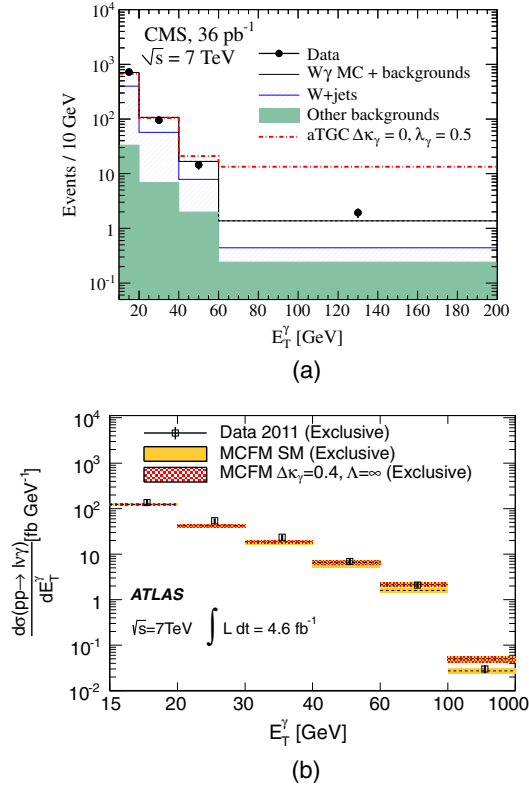 CMS, 36 pb⁻¹
√s = 7 TeV
Data
Wγ MC + backgrounds
W+jets
Other backgrounds
aTGC Δκ_γ = 0, λ_γ = 0.5
Events / 10 GeV
10⁴
10³
10²
10
1
10⁻¹
20 40 60 80 100 120 140 160 180 200
E_T^γ [GeV]
(a)
Data 2011 (Exclusive)
MCFM SM (Exclusive)
MCFM Δκ_γ=0.4, Λ=∞ (Exclusive)
dσ(pp→ lνγ)/dE_T^γ [fb GeV⁻¹]
10⁴
10³
10²
10
1
10⁻¹
10⁻²
ATLAS
√s=7TeV ∫ L dt = 4.6 fb⁻¹
15 20 30 40 60 100 1000
E_T^γ [GeV]
(b)